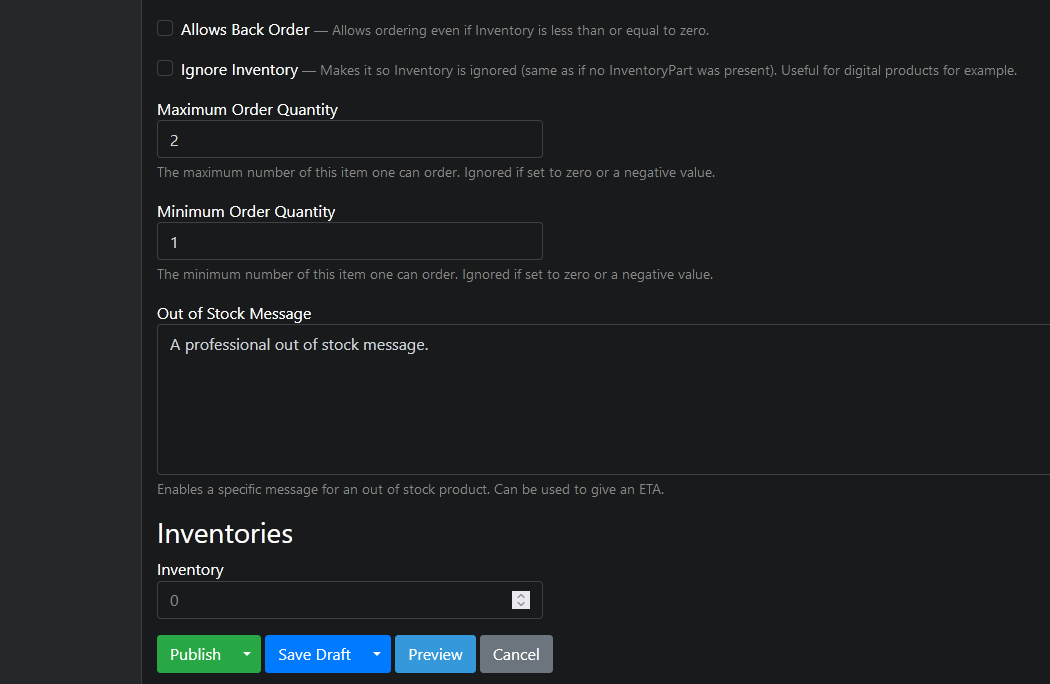 Allows Back Order — Allows ordering even if Inventory is less than or equal to zero.
Ignore Inventory — Makes it so Inventory is ignored (same as if no InventoryPart was present). Useful for digital products for example.
Maximum Order Quantity
2
The maximum number of this item one can order. Ignored if set to zero or a negative value.
Minimum Order Quantity
1
The minimum number of this item one can order. Ignored if set to zero or a negative value.
Out of Stock Message
A professional out of stock message.
Enables a specific message for an out of stock product. Can be used to give an ETA.
Inventories
Inventory
0
Publish Save Draft Preview Cancel